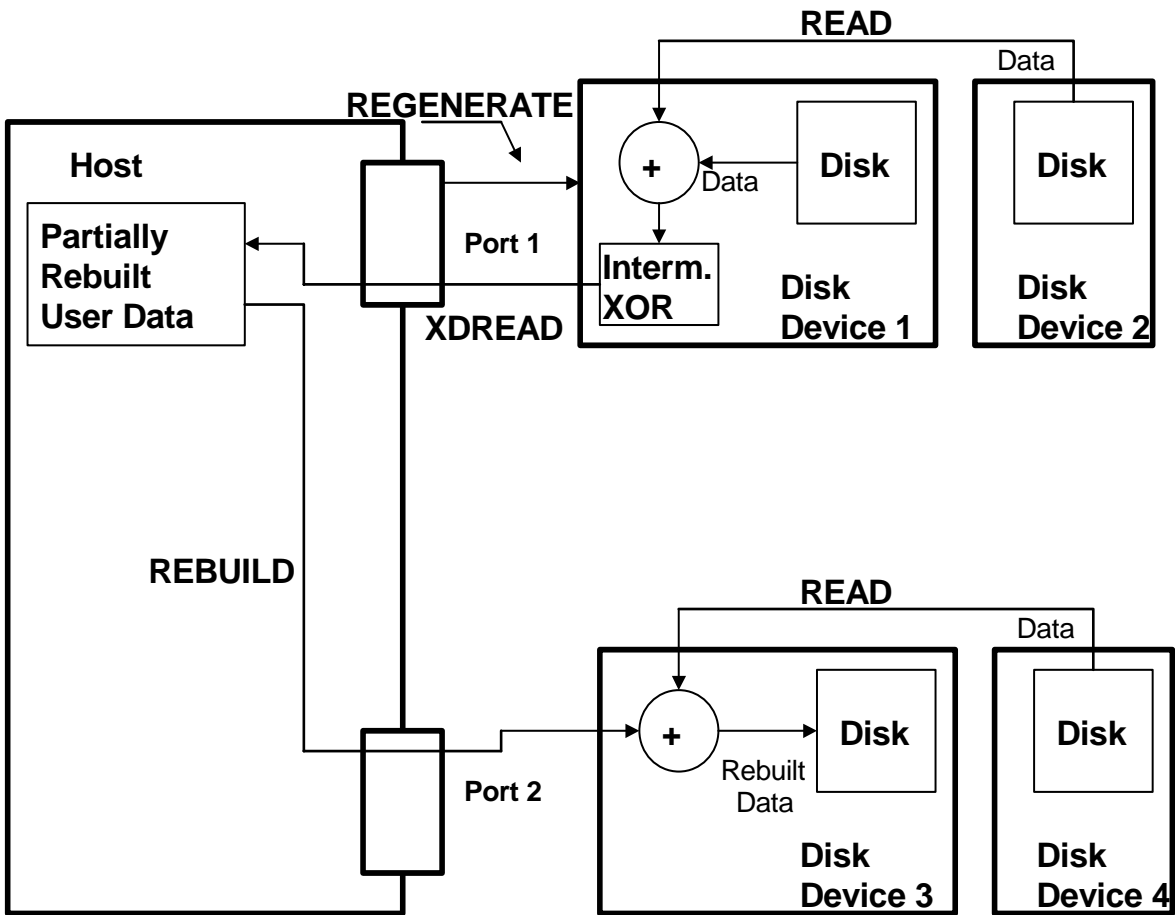 READ
Data
REGENERATE
Host
+
Data
Disk
Disk
Partially
Rebuilt
User Data
Port 1
Interm.
XOR
XDREAD
Disk
Device 1
Disk
Device 2
REBUILD
READ
Data
+
Disk
Disk
Rebuilt
Data
Port 2
Disk
Device 3
Disk
Device 4